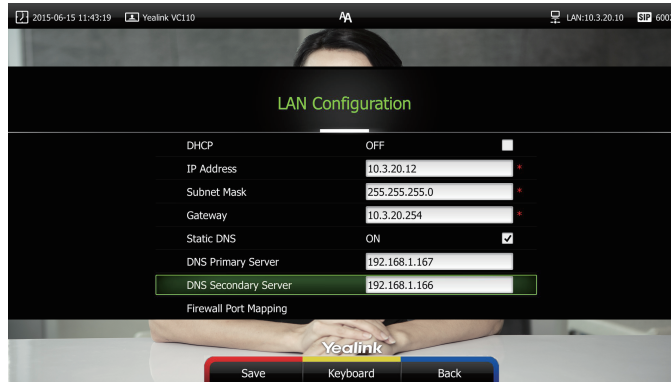 2015-06-15 11:43:19 Yealink VC110 AA LAN:10.3.20.10 SIP 6002
LAN Configuration
DHCP OFF
IP Address 10.3.20.12 *
Subnet Mask 255.255.255.0 *
Gateway 10.3.20.254 *
Static DNS ON
DNS Primary Server 192.168.1.167
DNS Secondary Server 192.168.1.166
Firewall Port Mapping
Yealink
Save Keyboard Back